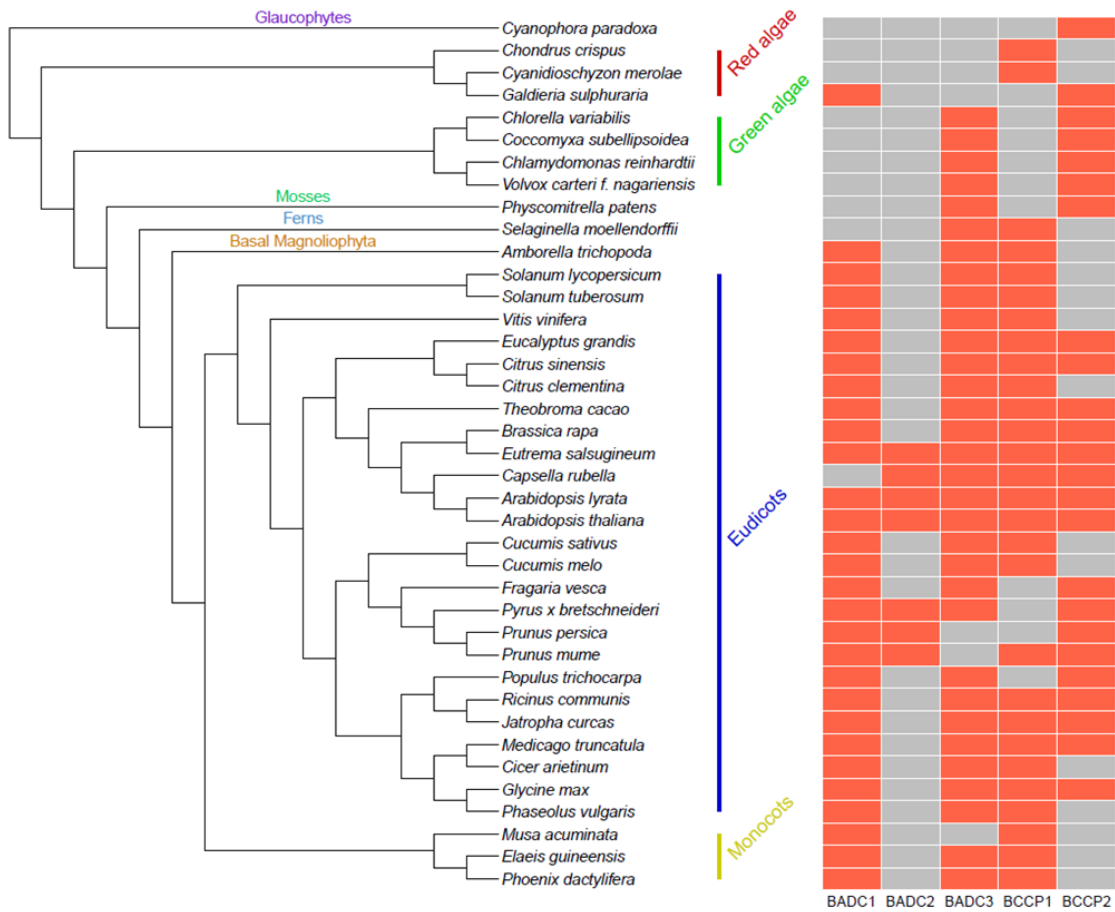 Glaucophytes
Cyanophora paradoxa
Chondrus crispus
Cyanidioschyzon merolae
Galdieria sulphuraria
Red algae
Chlorella variabilis
Coccomyxa subellipsoidea
Chlamydomonas reinhardtii
Volvox carteri f. nagariensis
Green algae
Mosses
Physcomitrella patens
Ferns
Selaginella moellendorffii
Basal Magnoliophyta
Amborella trichopoda
Solanum lycopersicum
Solanum tuberosum
Vitis vinifera
Eucalyptus grandis
Citrus sinensis
Citrus clementina
Theobroma cacao
Brassica rapa
Eutrema salsugineum
Capsella rubella
Arabidopsis lyrata
Arabidopsis thaliana
Cucumis sativus
Cucumis melo
Fragaria vesca
Pyrus x bretschneideri
Prunus persica
Prunus mume
Populus trichocarpa
Ricinus communis
Jatropha curcas
Medicago truncatula
Cicer arietinum
Glycine max
Phaseolus vulgaris
Eudicots
Musa acuminata
Elaeis guineensis
Phoenix dactylifera
Monocots
BADC1 BADC2 BADC3 BCCP1 BCCP2